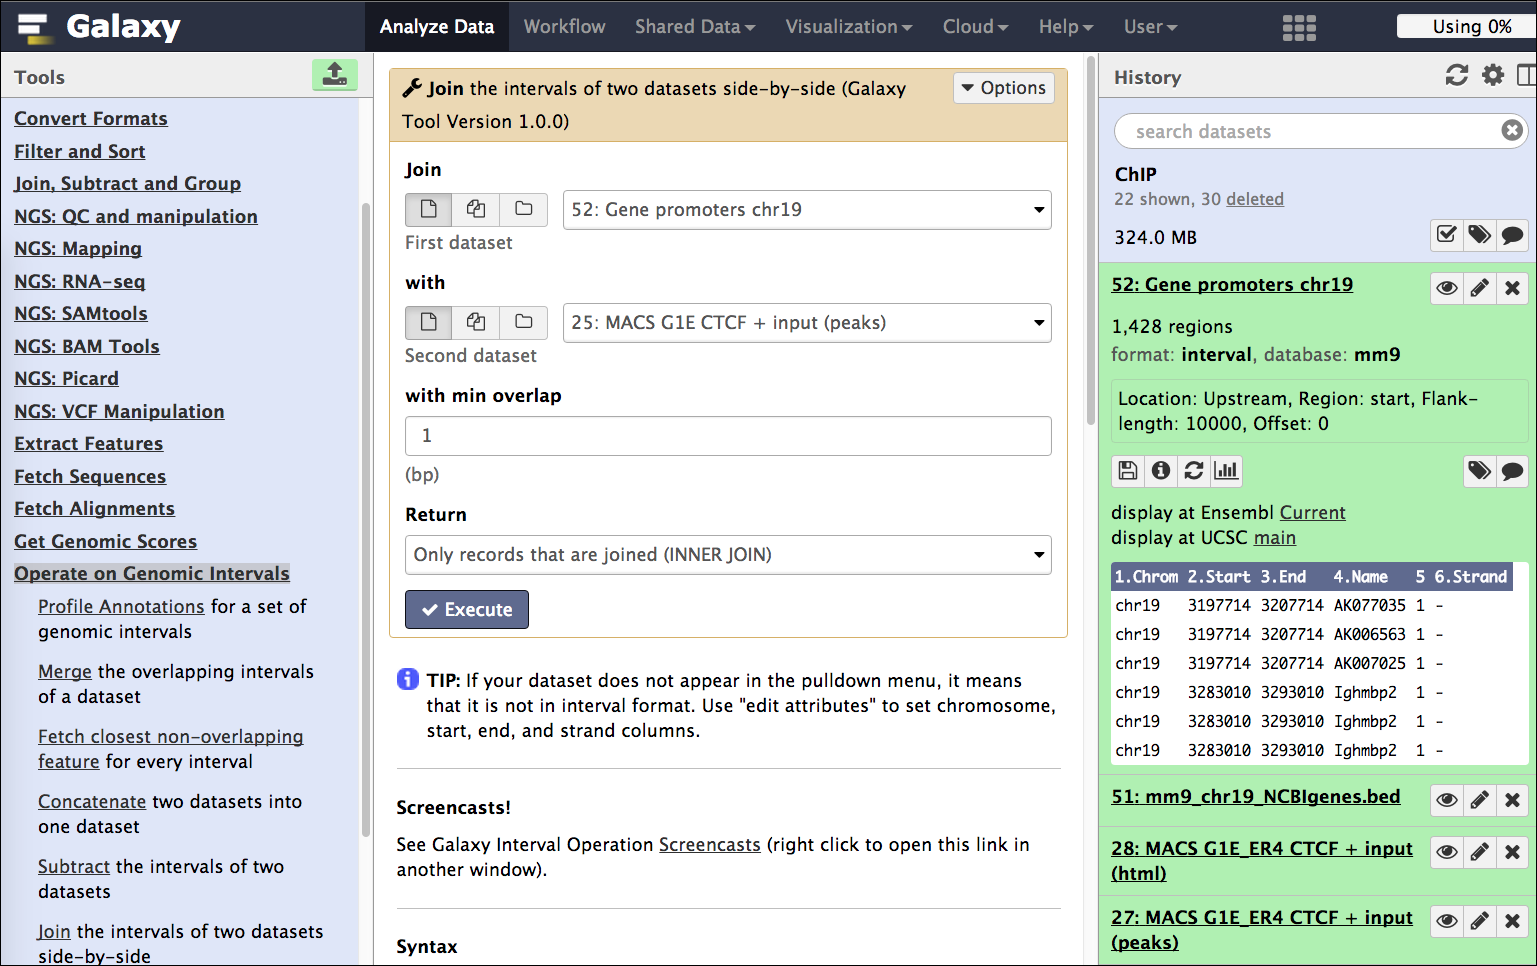 Galaxy
Analyze Data
Workflow
Shared Data
Visualization
Cloud
Help
User
Using 0%
Tools
Convert Formats
Filter and Sort
Join, Subtract and Group
NGS: QC and manipulation
NGS: Mapping
NGS: RNA-seq
NGS: SAMtools
NGS: BAM Tools
NGS: Picard
NGS: VCF Manipulation
Extract Features
Fetch Sequences
Fetch Alignments
Get Genomic Scores
Operate on Genomic Intervals
Profile Annotations for a set of
genomic intervals
Merge the overlapping intervals
of a dataset
Fetch closest non-overlapping
feature for every interval
Concatenate two datasets into
one dataset
Subtract the intervals of two
datasets
Join the intervals of two datasets
side-by-side
Join the intervals of two datasets side-by-side (Galaxy
Tool Version 1.0.0)
Options
Join
52: Gene promoters chr19
First dataset
with
25: MACS G1E CTCF + input (peaks)
Second dataset
with min overlap
1
(bp)
Return
Only records that are joined (INNER JOIN)
Execute
TIP: If your dataset does not appear in the pulldown menu, it means
that it is not in interval format. Use "edit attributes" to set chromosome,
start, end, and strand columns.
Screencasts!
See Galaxy Interval Operation Screencasts (right click to open this link in
another window).
Syntax
History
search datasets
ChIP
22 shown, 30 deleted
324.0 MB
52: Gene promoters chr19
1,428 regions
format: interval, database: mm9
Location: Upstream, Region: start, Flank-
length: 10000, Offset: 0
display at Ensembl Current
display at UCSC main
1.Chrom 2.Start 3.End 4.Name 5 6.Strand
chr19 3197714 3207714 AK077035 1 -
chr19 3197714 3207714 AK006563 1 -
chr19 3197714 3207714 AK007025 1 -
chr19 3283010 3293010 Ighmbp2 1 -
chr19 3283010 3293010 Ighmbp2 1 -
chr19 3283010 3293010 Ighmbp2 1 -
51: mm9_chr19_NCBIgenes.bed
28: MACS G1E_ER4 CTCF + input
(html)
27: MACS G1E_ER4 CTCF + input
(peaks)